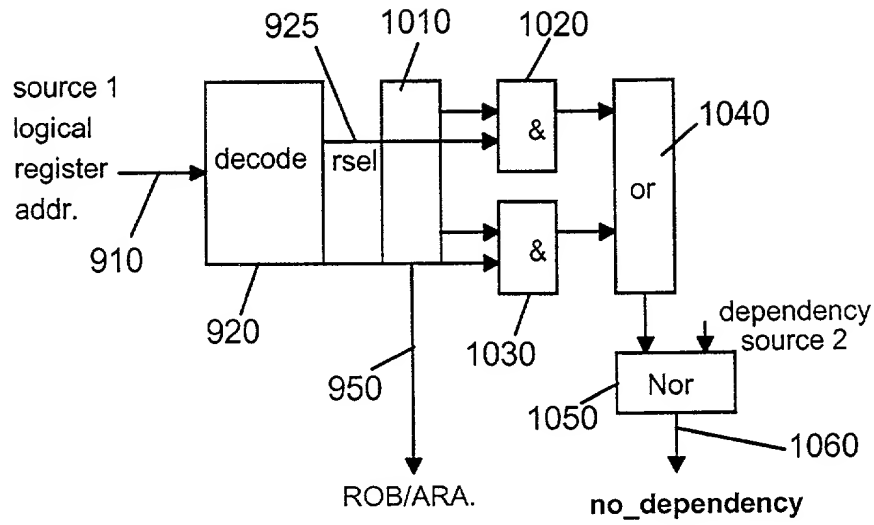 925
1010
1020
source 1
logical
register
addr.
decode
rsel
&
or
1040
910
&
920
950
1030
dependency
source 2
Nor
1050
1060
ROB/ARA.
no_dependency